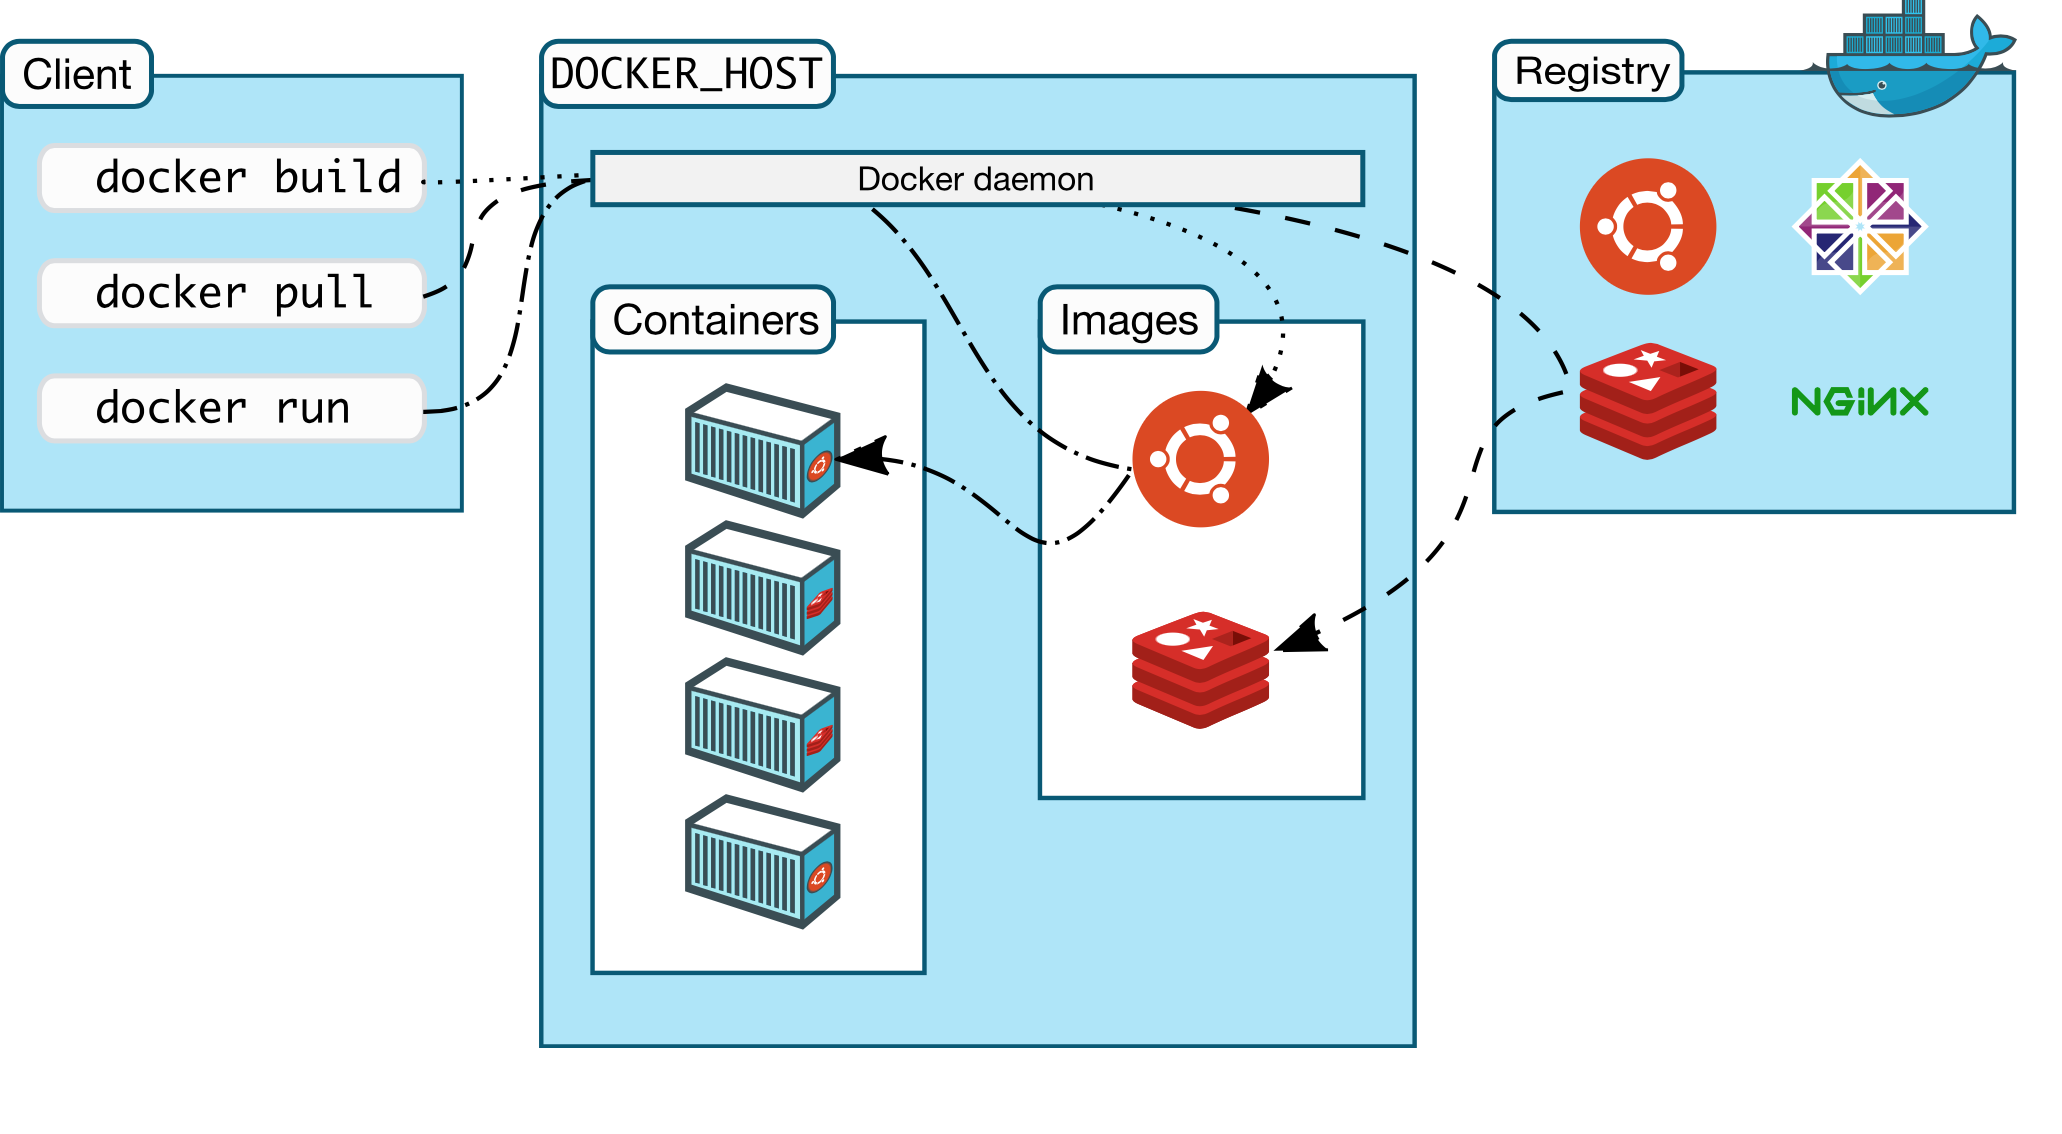 Client
docker build
docker pull
docker run
DOCKER_HOST
Docker daemon
Containers
Images
Registry
NGiNX